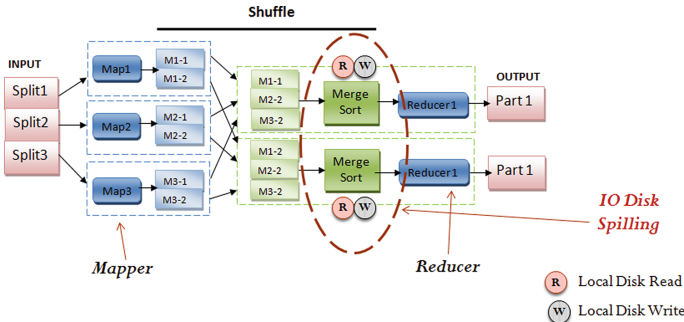 Shuffle
INPUT
Split1
Split2
Split3
Map1
M1-1
M1-2
Map2
M2-1
M2-2
Map3
M3-1
M3-2
Mapper
M1-1
M2-2
M3-2
M1-2
M2-2
M3-2
R W
Merge
Sort
Merge
Sort
R W
Reducer1
Reducer1
Reducer
OUTPUT
Part 1
Part 1
IO Disk
Spilling
R Local Disk Read
W Local Disk Write